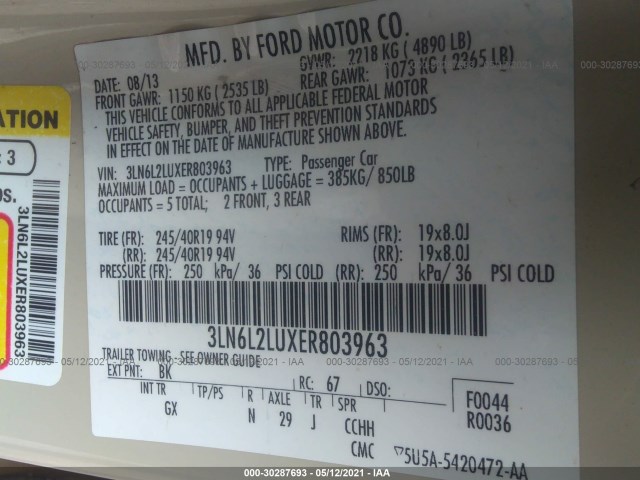 000-30287693 - 05/12/2021 - IAA
MFD. BY FORD MOTOR CO.
DATE: 08/13
GVWR: 2218 KG ( 4890 LB)
FRONT GAWR: 1150 KG ( 2535 LB)
REAR GAWR: 1073 KG ( 2365 LB)
THIS VEHICLE CONFORMS TO ALL APPLICABLE FEDERAL MOTOR
VEHICLE SAFETY, BUMPER, AND THEFT PREVENTION STANDARDS
IN EFFECT ON THE DATE OF MANUFACTURE SHOWN ABOVE.
VIN: 3LN6L2LUXER803963 TYPE: Passenger Car
MAXIMUM LOAD = OCCUPANTS + LUGGAGE = 385KG/ 850LB
OCCUPANTS = 5 TOTAL; 2 FRONT, 3 REAR
TIRE (FR): 245/40R19 94V RIMS (FR): 19x8.0J
(RR): 245/40R19 94V (RR): 19x8.0J
PRESSURE (FR): 250 kPa/ 36 PSI COLD (RR): 250 kPa/ 36 PSI COLD
3LN6L2LUXER803963
000-30287693 - 05/12/2021 - IAA
TRAILER TOWING - SEE OWNER GUIDE
EXT PNT: BK RC: 67 DSO:
INT TR TP/PS R AXLE TR SPR
GX N 29 J CCHH
F0044
R0036
CMC 5U5A-5420472-AA
ATION
: 3
os.
3LN6L2LUXER803963
000-30287693 - 05/12/2021 - IAA